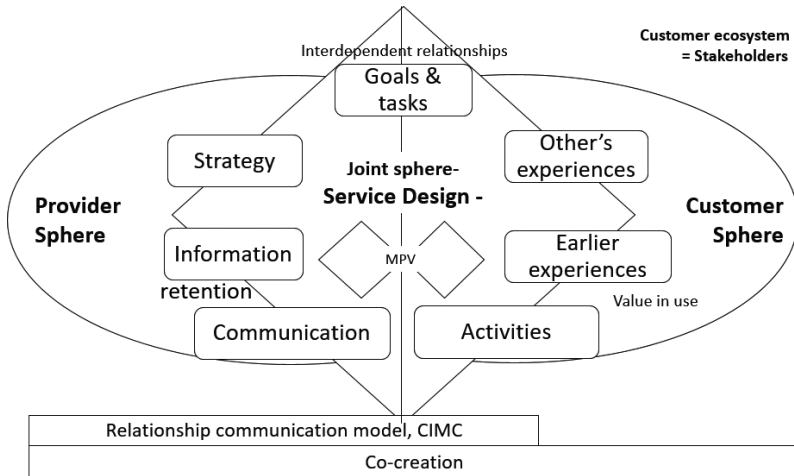 Customer ecosystem
= Stakeholders
Interdependent relationships
Goals &
tasks
Strategy
Other's
experiences
Joint sphere-
Service Design -
Provider
Sphere
Customer
Sphere
Information
retention
MPV
Earlier
experiences
Value in use
Communication
Activities
Relationship communication model, CIMC
Co-creation